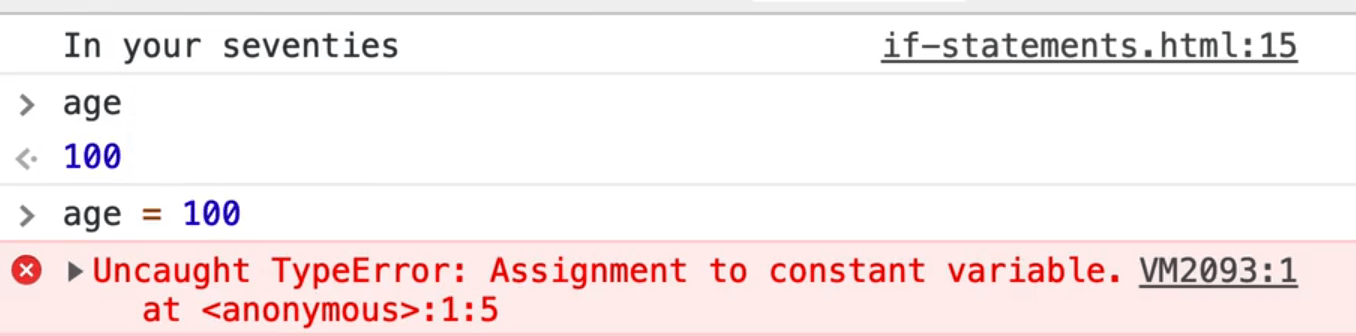 In your seventies if-statements.html:15
> age
<· 100
> age = 100
Uncaught TypeError: Assignment to constant variable. VM2093:1
at <anonymous>:1:5